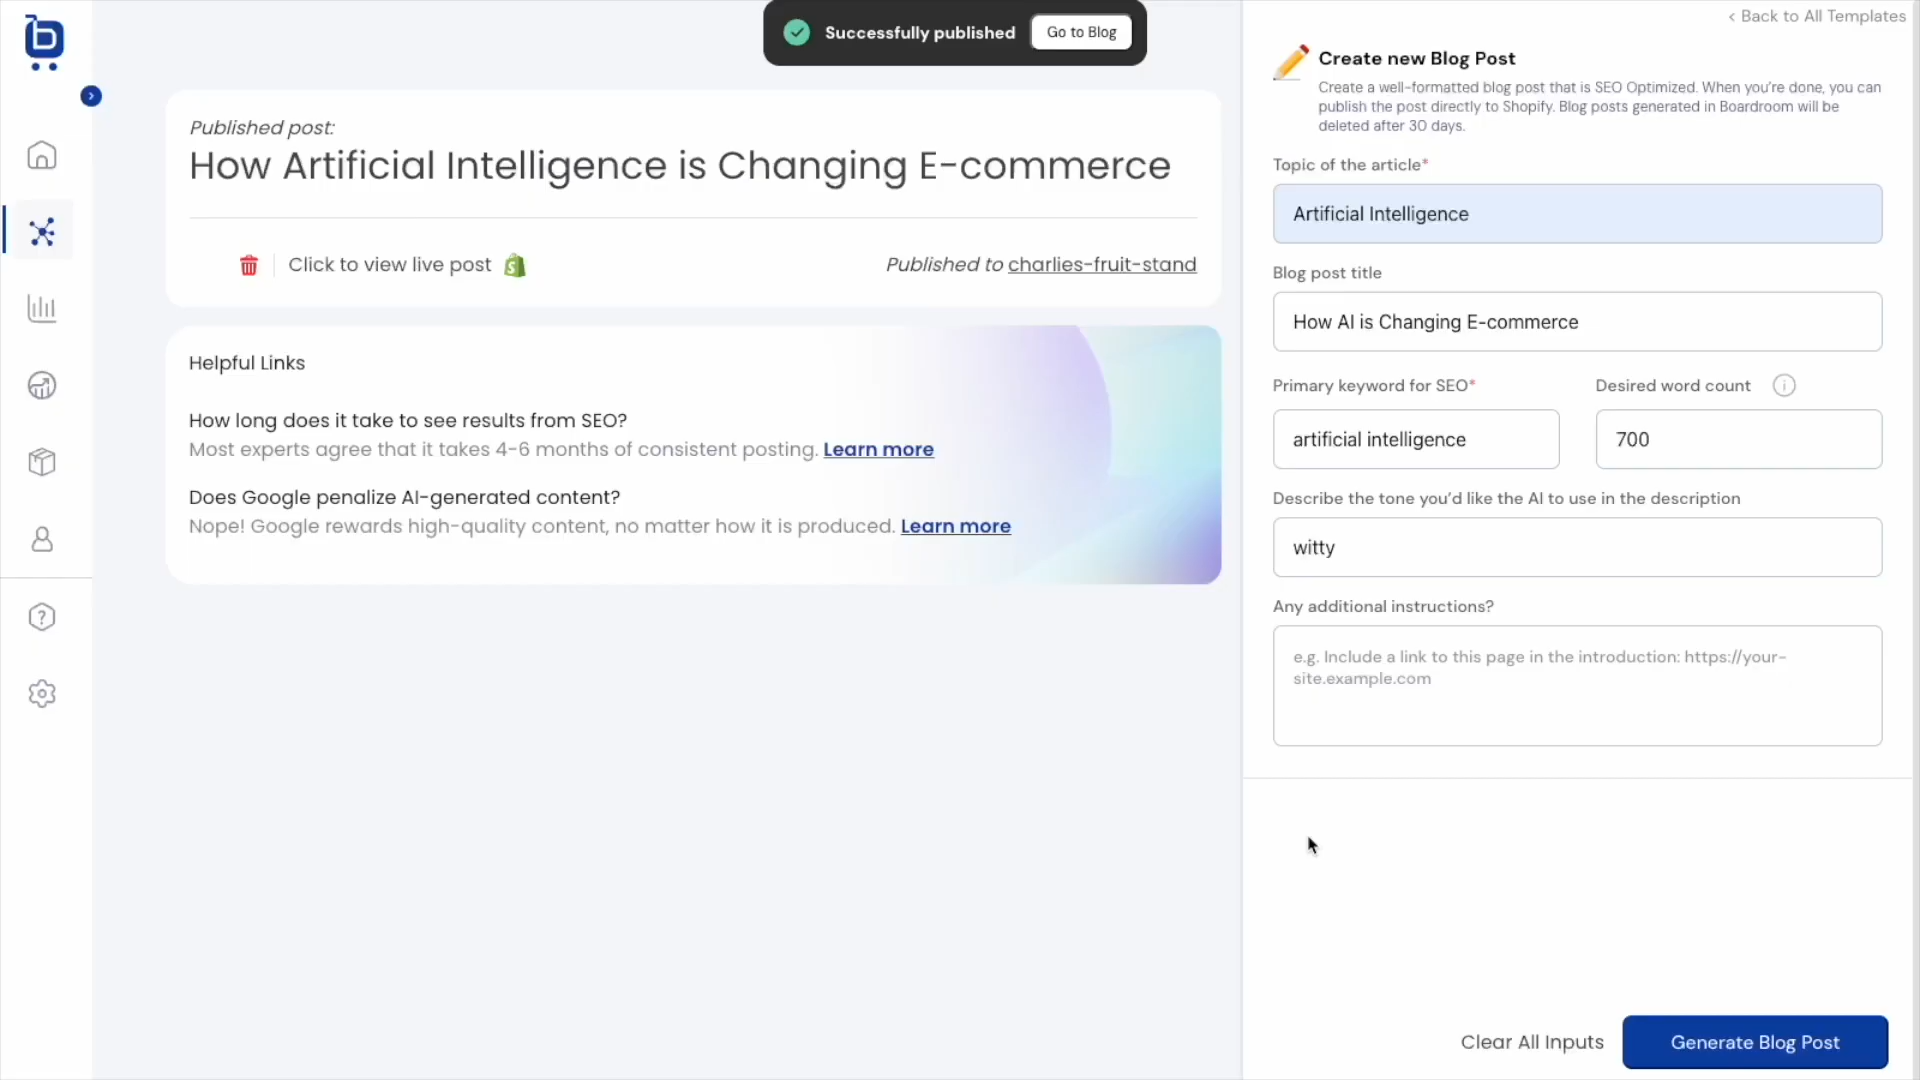 Successfully published
Go to Blog
< Back to All Templates
b
Published post:
How Artificial Intelligence is Changing E-commerce
Click to view live post
Published to charlies-fruit-stand
Helpful Links
How long does it take to see results from SEO?
Most experts agree that it takes 4-6 months of consistent posting. Learn more
Does Google penalize AI-generated content?
Nope! Google rewards high-quality content, no matter how it is produced. Learn more
Create new Blog Post
Create a well-formatted blog post that is SEO Optimized. When you’re done, you can
publish the post directly to Shopify. Blog posts generated in Boardroom will be
deleted after 30 days.
Topic of the article*
Artificial Intelligence
Blog post title
How AI is Changing E-commerce
Primary keyword for SEO*
Desired word count
artificial intelligence
700
Describe the tone you’d like the AI to use in the description
witty
Any additional instructions?
e.g. Include a link to this page in the introduction: https://your-
site.example.com
Clear All Inputs
Generate Blog Post